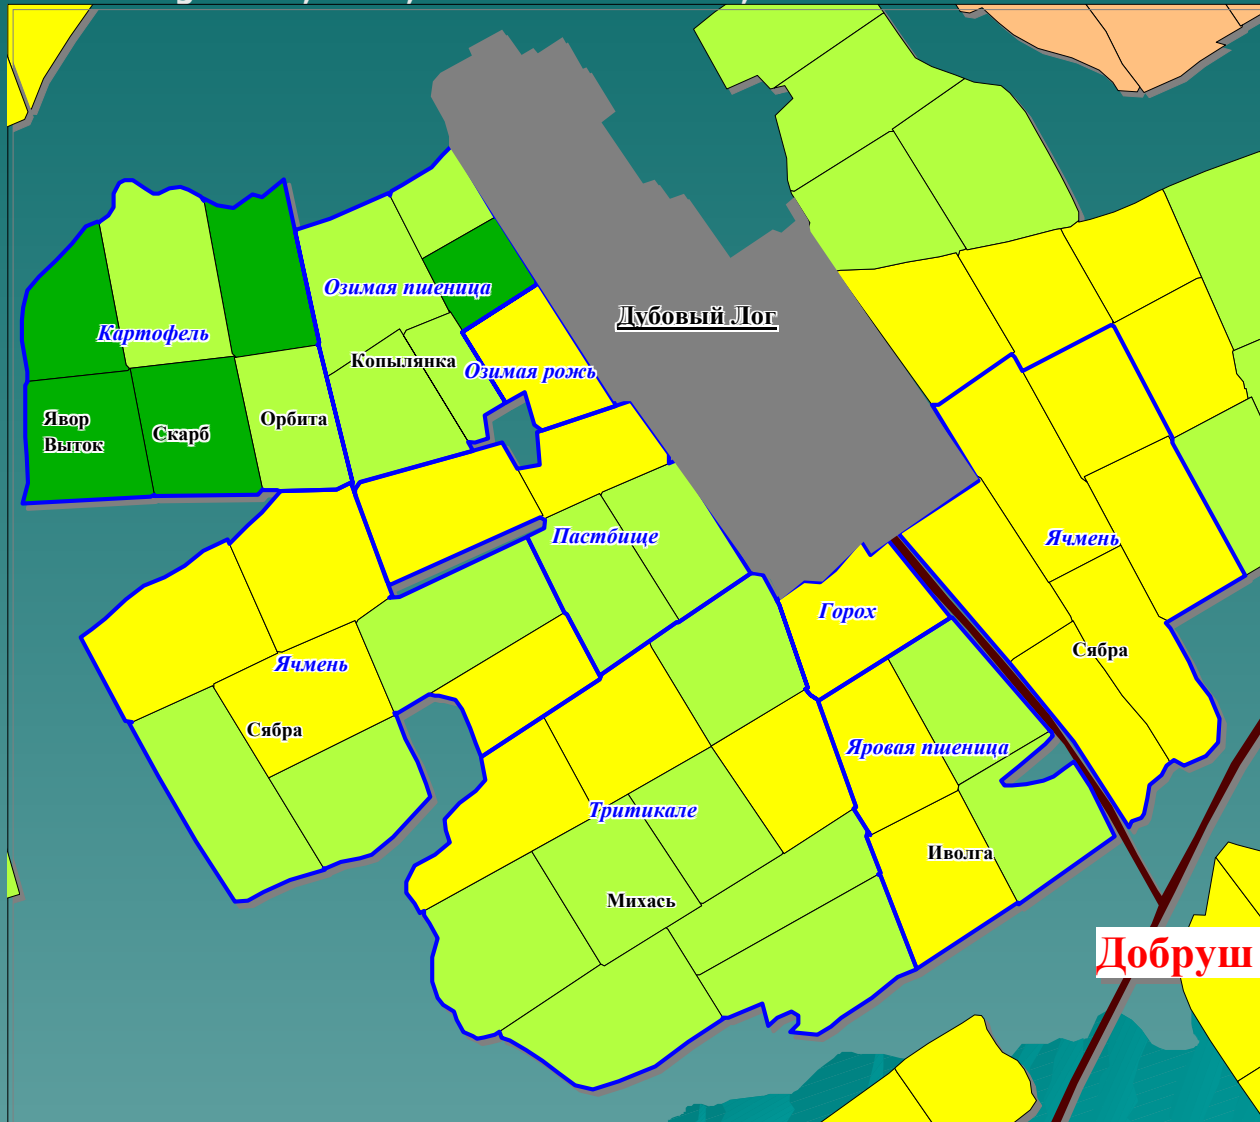 Озимая пшеница
Дубовый Лог
Картофель
Копылянка
Озимая рожь
Явор
Выток
Скарб
Орбита
Пастбище
Ячмень
Горох
Сябра
Ячмень
Сябра
Яровая пшеница
Тритикале
Иволга
Михась
Добруш